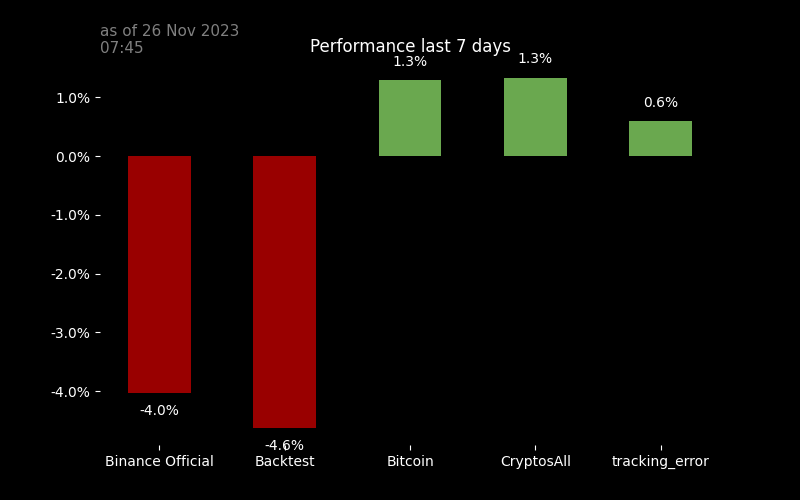 as of 26 Nov 2023
07:45
Performance last 7 days
1.3%
1.3%
0.6%
1.0%
0.0%
-1.0%
-2.0%
-3.0%
-4.0%
-4.0%
-4.6%
Binance Official
Backtest
Bitcoin
CryptosAll
tracking_error